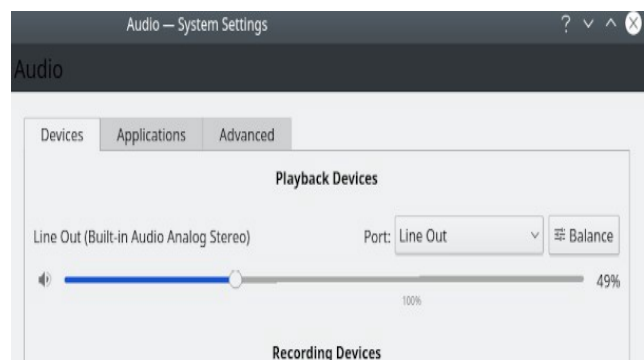 Audio — System Settings
Audio
Devices Applications Advanced
Playback Devices
Line Out (Built-in Audio Analog Stereo) Port: Line Out Balance
49%
100%
Recording Devices